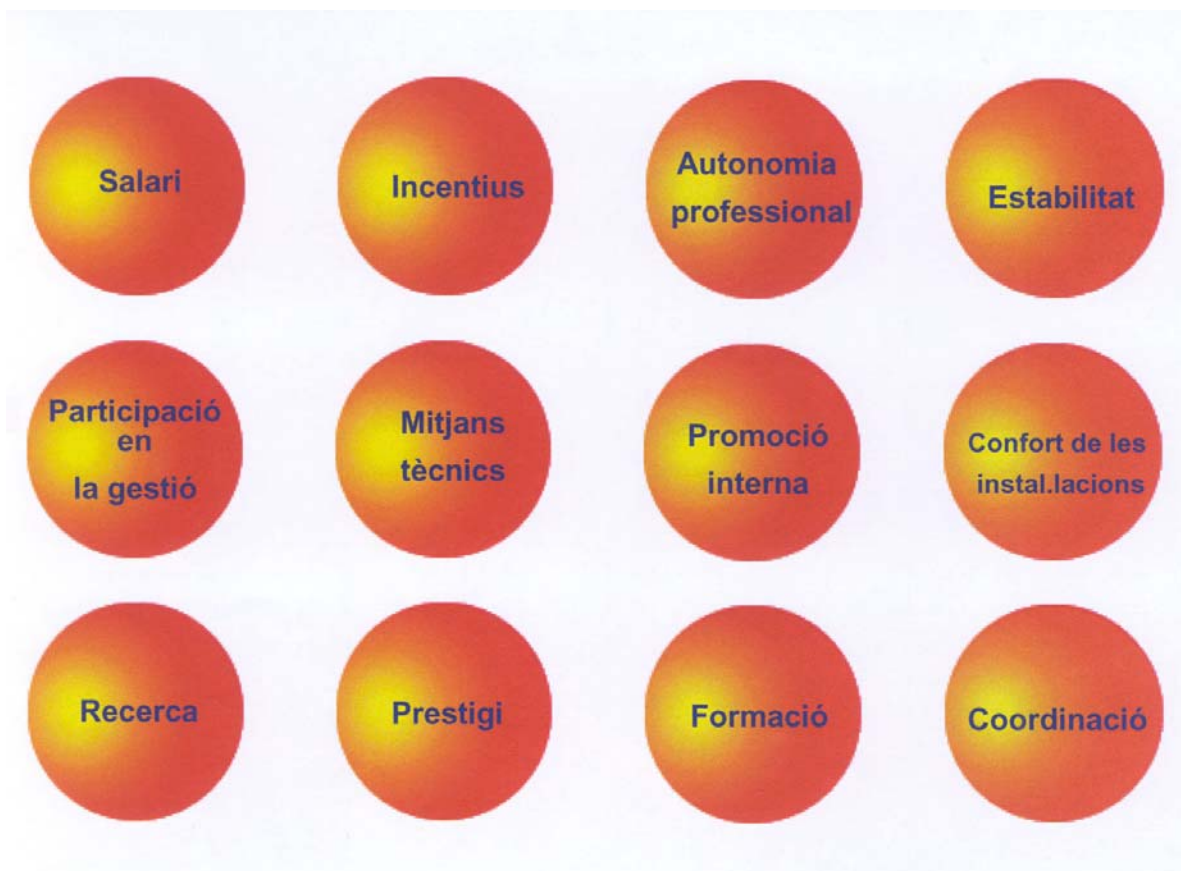 Salari
Incentius
Autonomia
professional
Estabilitat
Participació
en
la gestió
Mitjans
tècnics
Promoció
interna
Confort de les
instal.lacions
Recerca
Prestigi
Formació
Coordinació